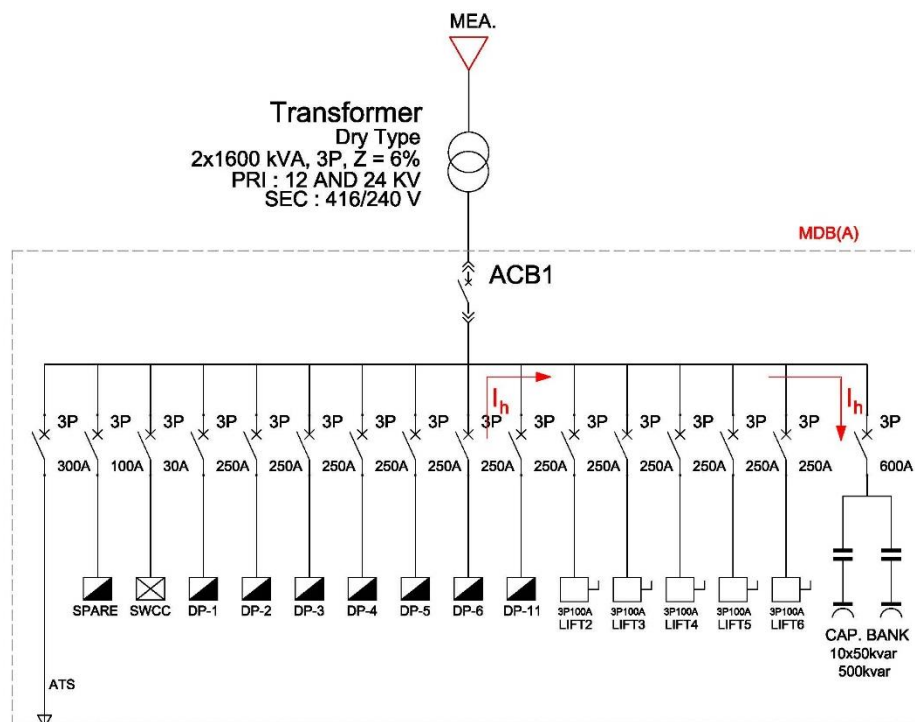 MEA.
Transformer
Dry Type
2x1600 kVA, 3P, Z = 6%
PRI : 12 AND 24 KV
SEC : 416/240 V
MDB(A)
ACB1
Ih
Ih
3P 3P 3P 3P 3P 3P 3P 3P 3P 3P 3P 3P 3P 3P 3P 3P
300A 100A 30A 250A 250A 250A 250A 250A 250A 250A 250A 250A 250A 250A 600A
SPARE SWCC DP-1 DP-2 DP-3 DP-4 DP-5 DP-6 DP-11
3P100A 3P100A 3P100A 3P100A 3P100A
LIFT2 LIFT3 LIFT4 LIFT5 LIFT6
CAP. BANK
10x50kvar
500kvar
ATS